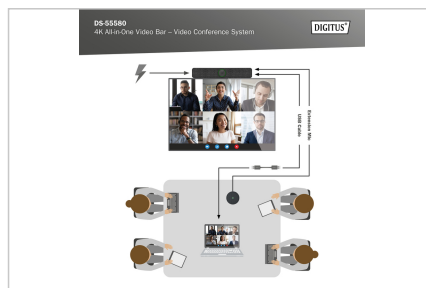 DS-55580
4K All-in-One Video Bar – Video Conference System
DIGITUS®
Extension Mic
USB Cable